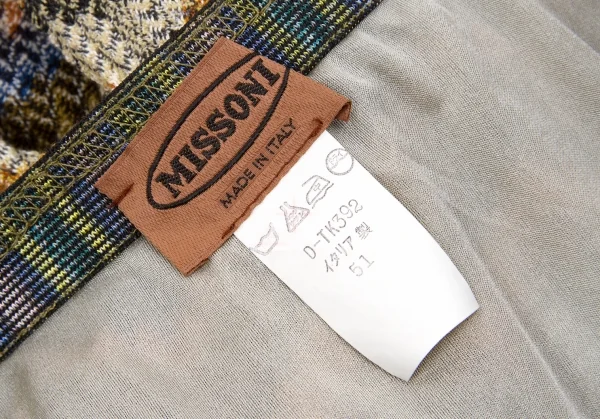 MISSONI
MADE IN ITALY
D-TK392
イタリア製
51